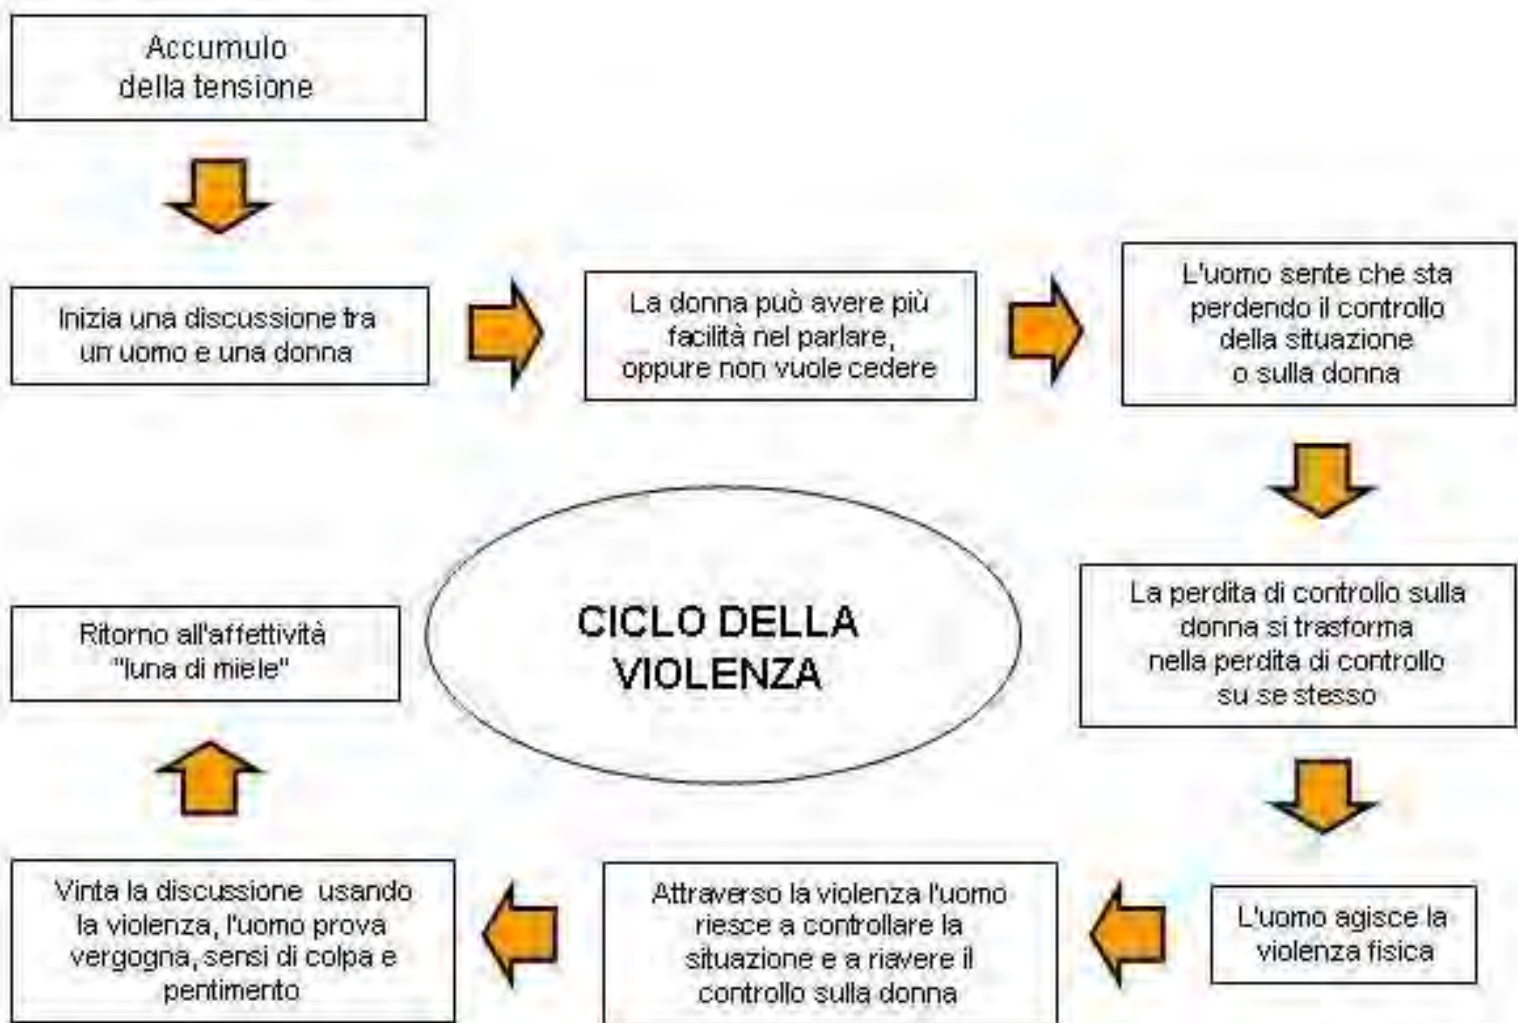 Accumulo
della tensione
Inizia una discussione tra
un uomo e una donna
La donna può avere più
facilità nel parlare,
oppure non vuole cedere
L'uomo sente che sta
perdendo il controllo
della situazione
o sulla donna
La perdita di controllo sulla
donna si trasforma
nella perdita di controllo
su se stesso
L'uomo agisce la
violenza fisica
Attraverso la violenza l'uomo
riesce a controllare la
situazione e a riavere il
controllo sulla donna
Vinta la discussione usando
la violenza, l'uomo prova
vergogna, sensi di colpa e
pentimento
Ritorno all'affettività
"luna di miele"
CICLO DELLA
VIOLENZA